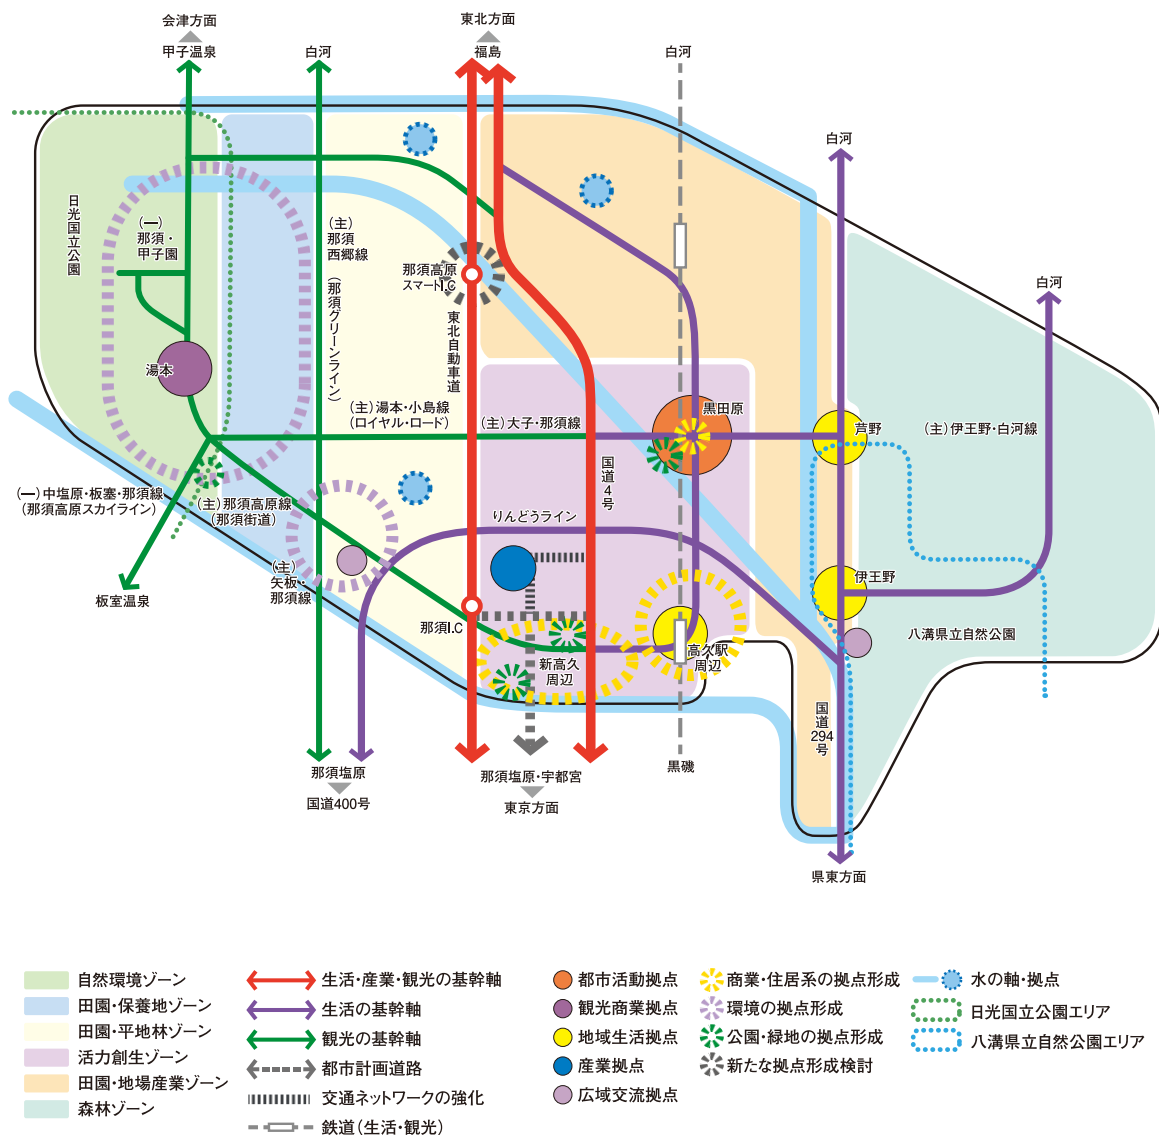 会津方面
甲子温泉
白河
東北方面
福島
白河
白河
白河
日光国立公園
(一)
那須・
甲子園
(主)
那須
西郷線
(那須グリーンライン)
那須高原
スマートI.C
東北自動車道
湯本
(主)湯本・小島線
(ロイヤル・ロード)
(主)大子・那須線
黒田原
芦野
(主)伊王野・白河線
国道4号
(一)中塩原・板塞・那須線
(那須高原スカイライン)
(主)那須高原線
(那須街道)
りんどうライン
(主)
矢板・
那須線
板室温泉
伊王野
那須I.C
新高久
周辺
高久駅
周辺
八溝県立自然公園
国道294号
那須塩原
国道400号
那須塩原・宇都宮
東京方面
黒磯
県東方面
自然環境ゾーン
田園・保養地ゾーン
田園・平地林ゾーン
活力創生ゾーン
田園・地場産業ゾーン
森林ゾーン
生活・産業・観光の基幹軸
生活の基幹軸
観光の基幹軸
都市計画道路
交通ネットワークの強化
鉄道(生活・観光)
都市活動拠点
観光商業拠点
地域生活拠点
産業拠点
広域交流拠点
商業・住居系の拠点形成
環境の拠点形成
公園・緑地の拠点形成
新たな拠点形成検討
水の軸・拠点
日光国立公園エリア
八溝県立自然公園エリア